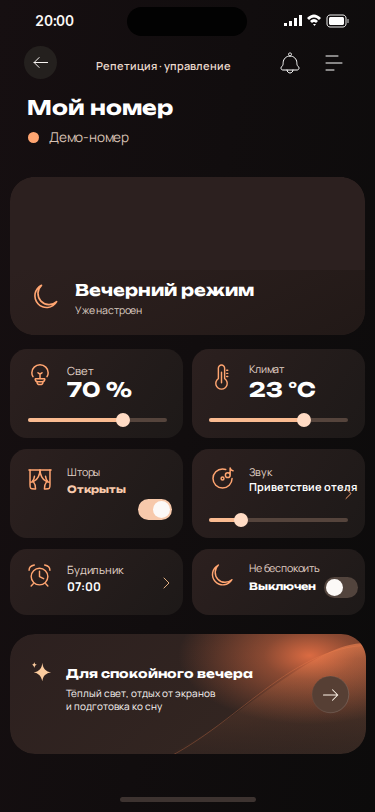 20:00
Репетиция · управление
Мой номер
Демо-номер
Вечерний режим
Уже настроен
Свет
70 %
Климат
23 °C
Шторы
Открыты
Звук
Приветствие отеля
Будильник
07:00
Не беспокоить
Выключен
Для спокойного вечера
Тёплый свет, отдых от экранов
и подготовка ко сну